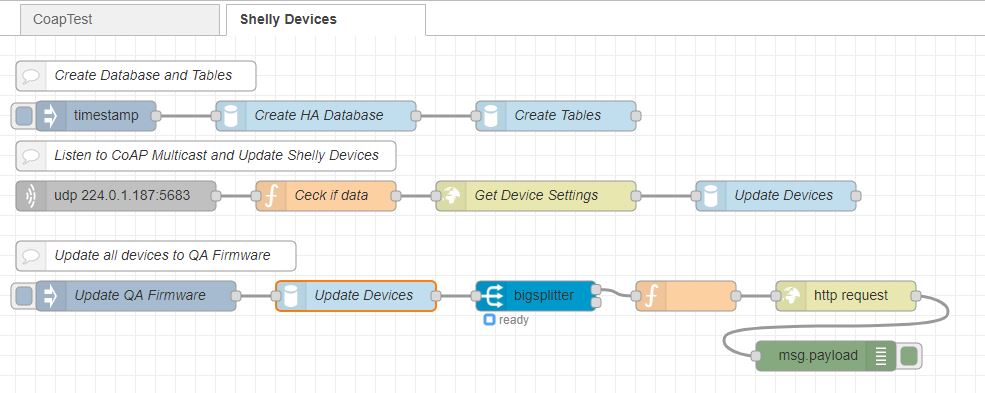 CoapTest
Shelly Devices
Create Database and Tables
timestamp
Create HA Database
Create Tables
Listen to CoAP Multicast and Update Shelly Devices
udp 224.0.1.187:5683
Ceck if data
Get Device Settings
Update Devices
Update all devices to QA Firmware
Update QA Firmware
Update Devices
bigsplitter
http request
ready
msg.payload